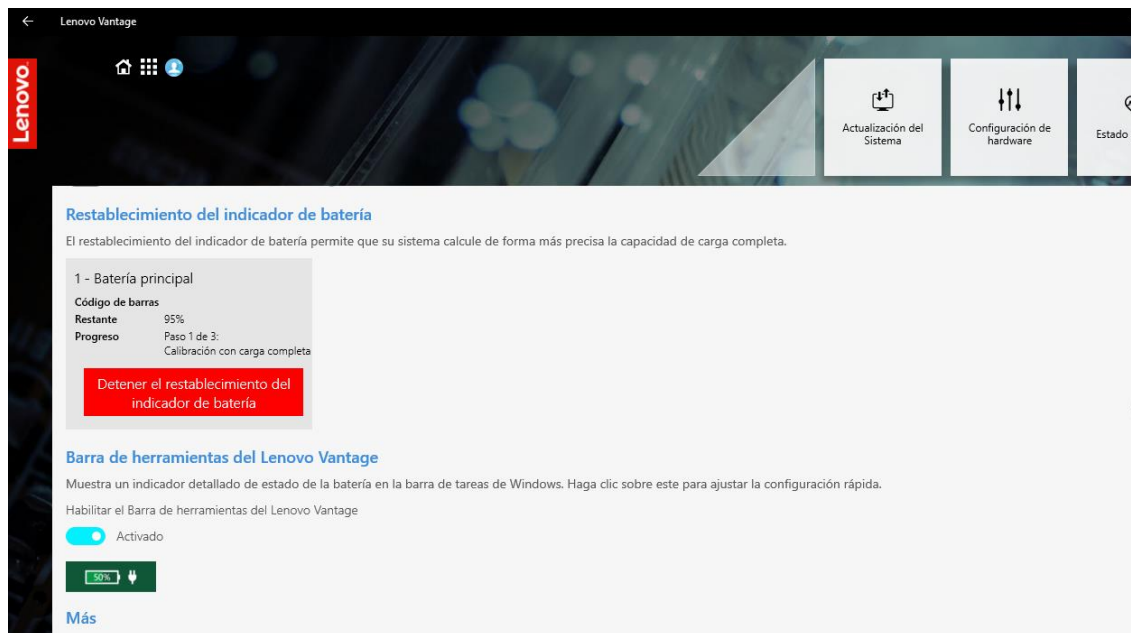 Lenovo Vantage
Lenovo.
Actualización del
Sistema
Configuración de
hardware
Estado
Restablecimiento del indicador de batería
El restablecimiento del indicador de batería permite que su sistema calcule de forma más precisa la capacidad de carga completa.
1 - Batería principal
Código de barras
Restante 95%
Progreso Paso 1 de 3:
Calibración con carga completa
Detener el restablecimiento del
indicador de batería
Barra de herramientas del Lenovo Vantage
Muestra un indicador detallado de estado de la batería en la barra de tareas de Windows. Haga clic sobre este para ajustar la configuración rápida.
Habilitar el Barra de herramientas del Lenovo Vantage
Activado
50%
Más